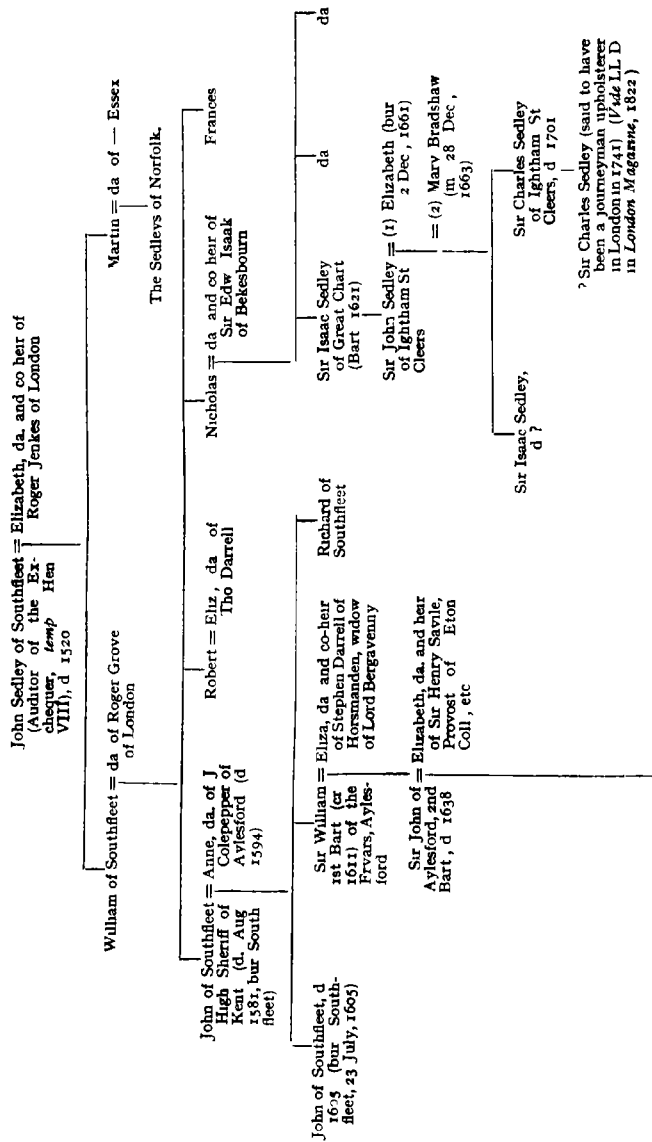 John Sedley of Southfleet = Elizabeth, da. and co heir of
(Auditor of the Ex-
Roger Jenkes of London
chequer, temp Hen
VIII), d 1520
William of Southfleet = da of Roger Grove
of London
Martin = da of — Essex
The Sedleys of Norfolk.
John of Southfleet = Anne, da. of J
High Sheriff of
Colepepper of
Kent (d. Aug
Aylesford (d
1581, bur South
1594)
fleet)
Robert = Eliz, da of
Tho Darrell
Nicholas = da and co heir of
Sir Edw Isaak
of Bekesbourn
Frances
John of Southfleet, d
1605 (bur South-
fleet, 23 July, 1605)
Sir William = Eliza, da and co-heir
1st Bart (cr
of Stephen Darrell of
1611) of the
Horsmanden, widow
Fryars, Ayles-
of Lord Bergavenny
ford
Richard of
Southfleet
Sir Isaac Sedley
of Great Chart
(Bart 1621)
da
da
Sir John of = Elizabeth, da. and heir
Aylesford, 2nd
of Sir Henry Savile,
Bart, d 1638
Provost of Eton
Coll, etc
Sir John Sedley = (1) Elizabeth (bur
of Ightham St
2 Dec, 1661)
Cleers
= (2) Mary Bradshaw
(m 28 Dec,
1663)
Sir Isaac Sedley,
d ?
Sir Charles Sedley
of Ightham St
Cleers, d 1701
? Sir Charles Sedley (said to have
been a journeyman upholsterer
in London in 1741) (Vide LL D
in London Magazine, 1822)